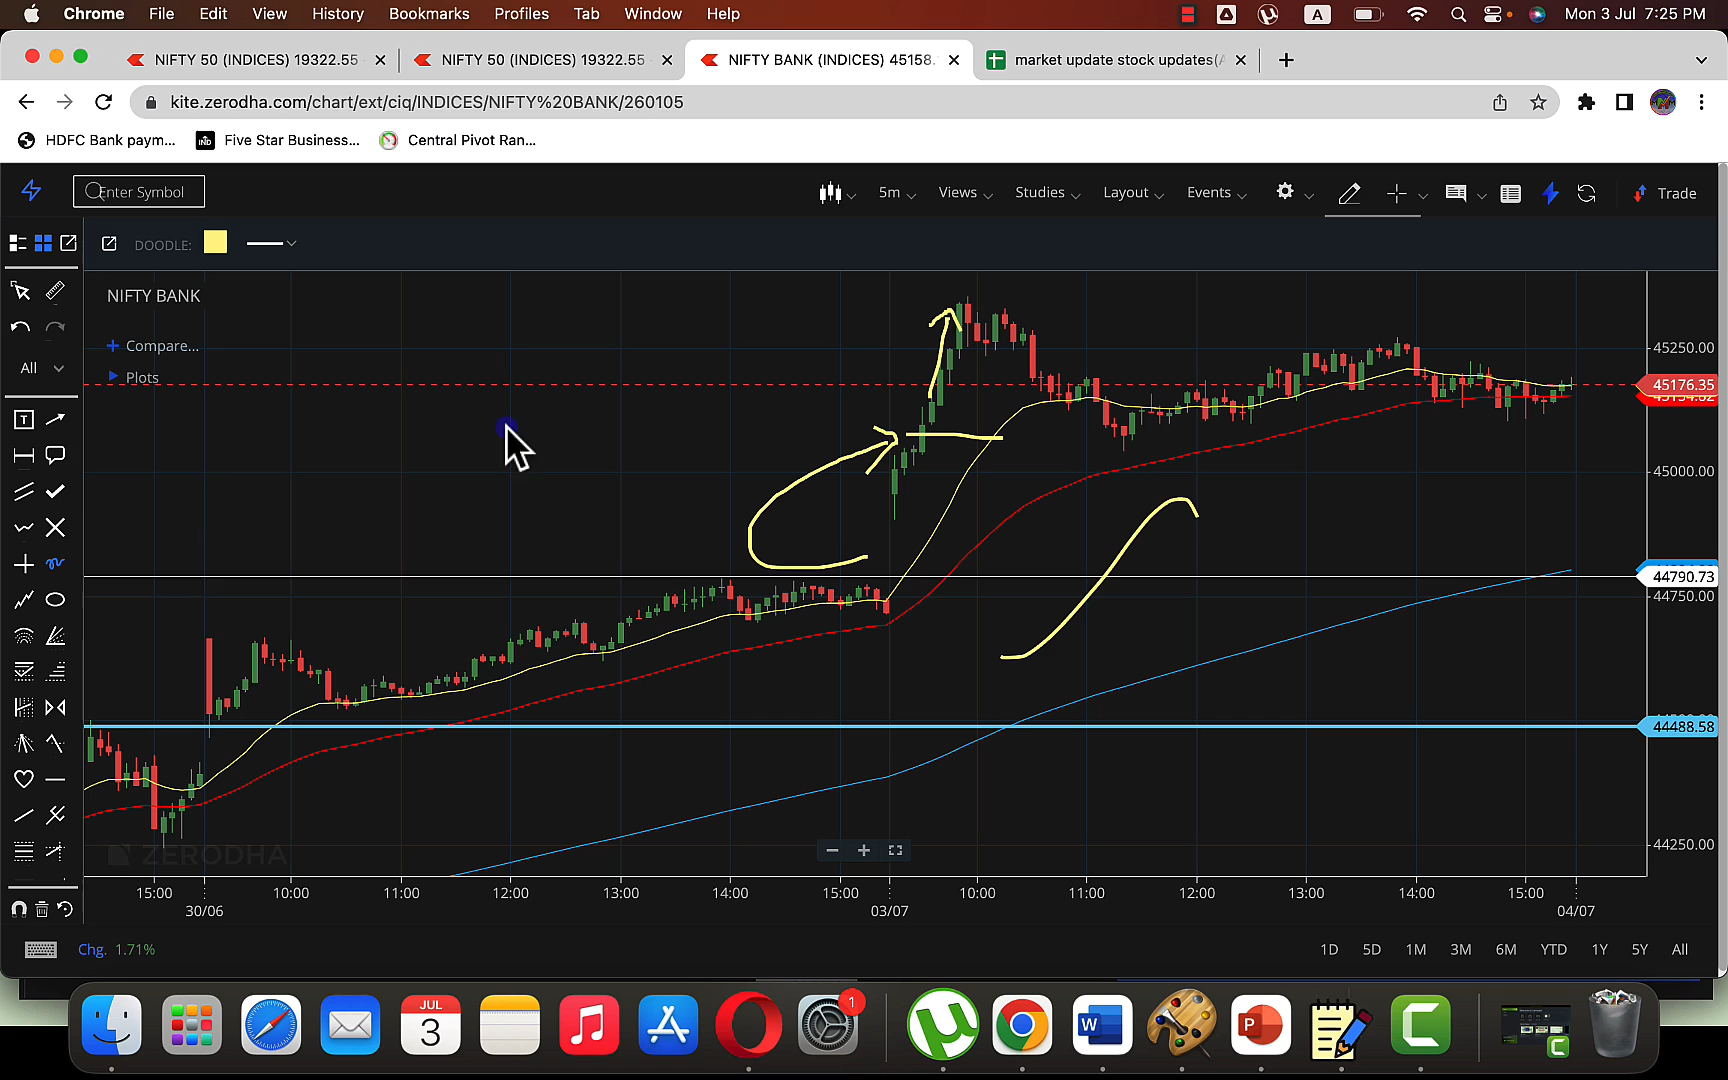 Chrome File Edit View History Bookmarks Profiles Tab Window Help A Mon 3 Jul 7:25 PM
NIFTY 50 (INDICES) 19322.55 NIFTY 50 (INDICES) 19322.55 NIFTY BANK (INDICES) 45158. market update stock updates(A
kite.zerodha.com/chart/ext/ciq/INDICES/NIFTY%20BANK/260105
HDFC Bank paym... IND Five Star Business... Central Pivot Ran...
Enter Symbol 5m Views Studies Layout Events Trade
DOODLE:
NIFTY BANK
Compare...
Plots
All
T
45250.00
45176.35
45000.00
44790.73
44750.00
44488.58
44250.00
ZERODHA
15:00 10:00 11:00 12:00 13:00 14:00 15:00 10:00 11:00 12:00 13:00 14:00 15:00
30/06 03/07 04/07
Chg. 1.71% 1D 5D 1M 3M 6M YTD 1Y 5Y All
JUL
3
1
W
P
C